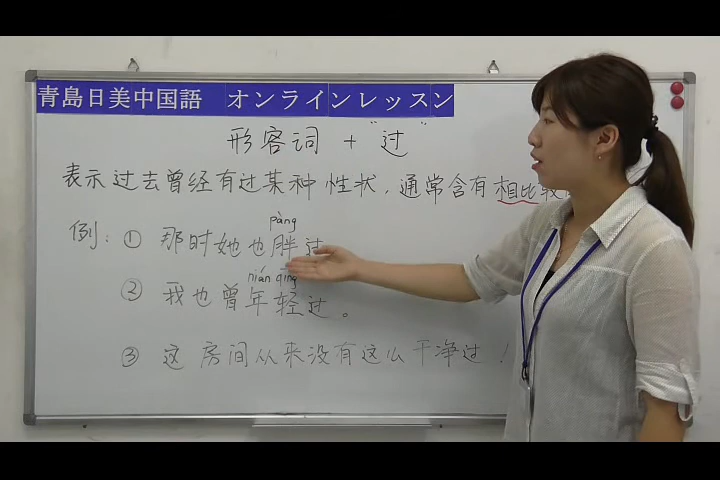 青島日美中国語 オンラインレッスン
形容词 + "过"
表示过去曾经有过某种性状，通常含有相比较
pàng
例：① 那时她也胖过
nián qīng
② 我也曾年轻过。
③ 这房间从来没有这么干净过！